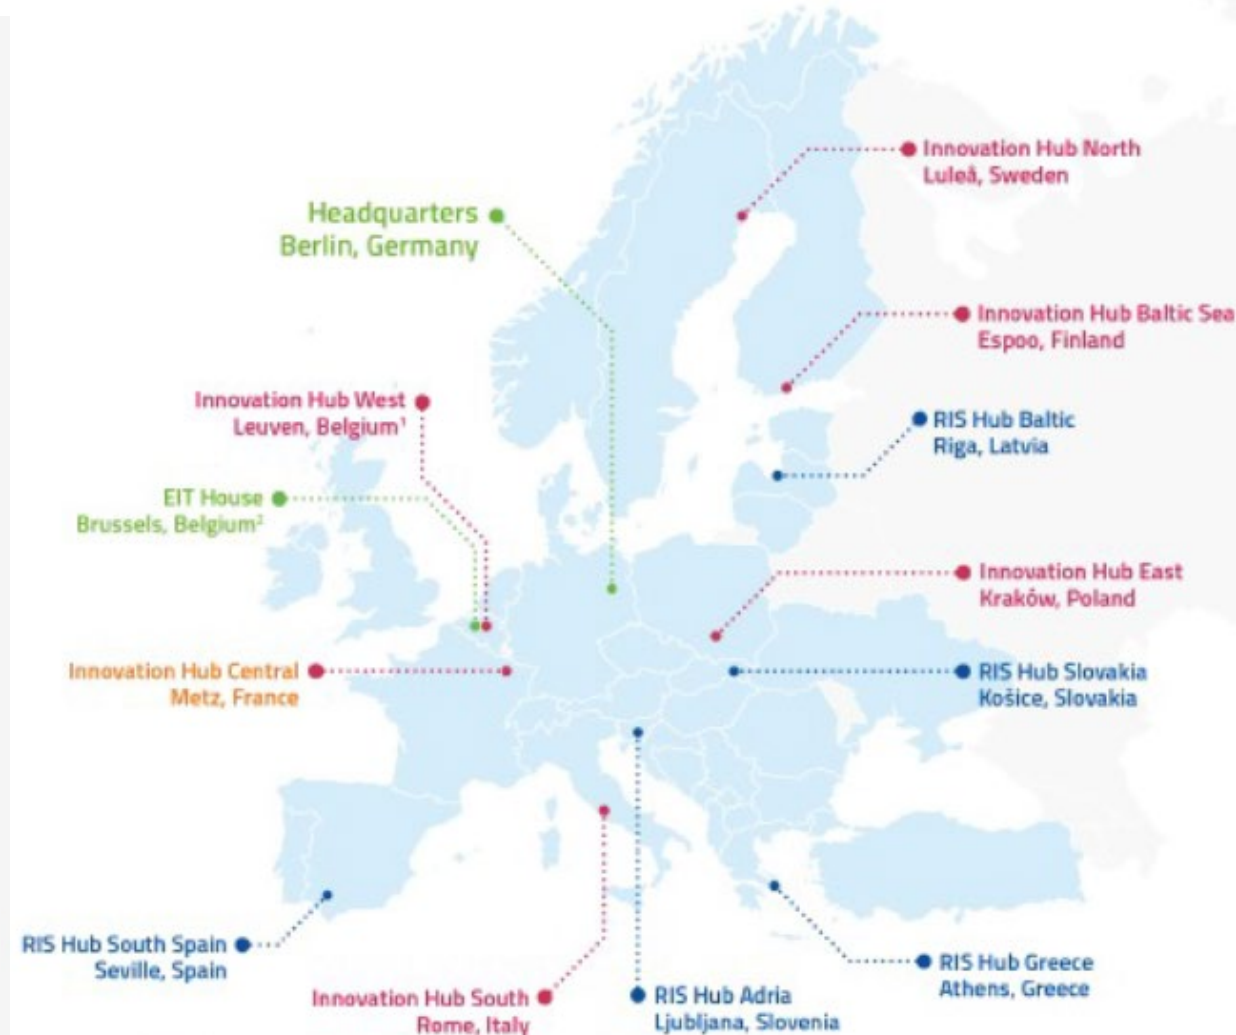 Innovation Hub North
Luleå, Sweden
Headquarters
Berlin, Germany
Innovation Hub Baltic Sea
Espoo, Finland
Innovation Hub West
Leuven, Belgium¹
RIS Hub Baltic
Riga, Latvia
EIT House
Brussels, Belgium²
Innovation Hub East
Kraków, Poland
Innovation Hub Central
Metz, France
RIS Hub Slovakia
Košice, Slovakia
RIS Hub South Spain
Seville, Spain
RIS Hub Greece
Athens, Greece
Innovation Hub South
Rome, Italy
RIS Hub Adria
Ljubljana, Slovenia